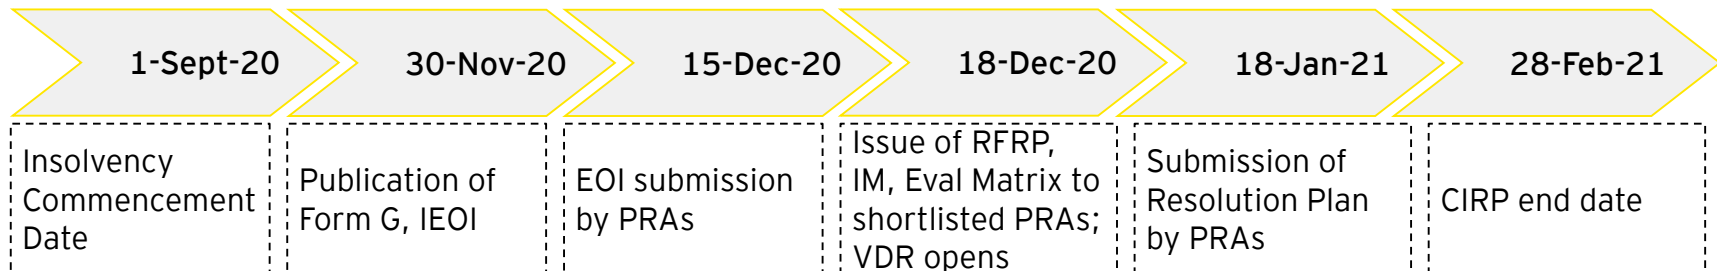 1-Sept-20
30-Nov-20
15-Dec-20
18-Dec-20
18-Jan-21
28-Feb-21
Insolvency
Commencement
Date
Publication of
Form G, IEOI
EOI submission
by PRAs
Issue of RFRP,
IM, Eval Matrix to
shortlisted PRAs;
VDR opens
Submission of
Resolution Plan
by PRAs
CIRP end date